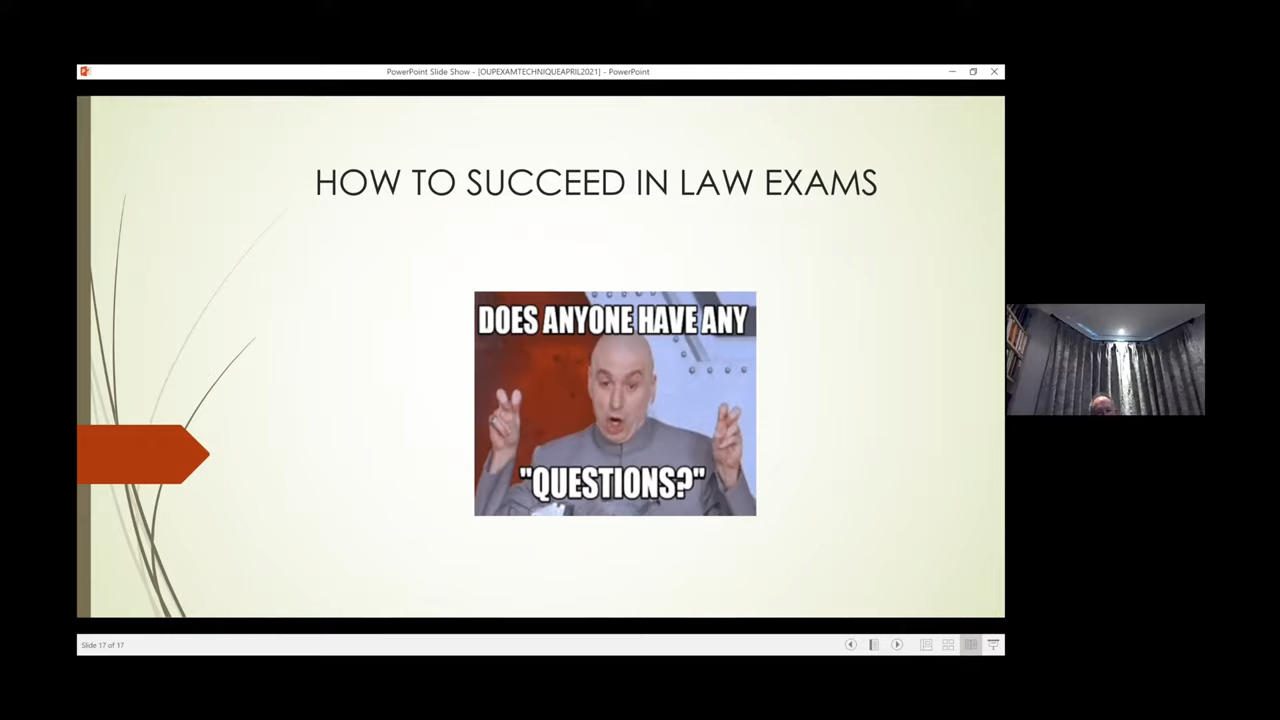 PowerPoint Slide Show - [OUPEXAMTECHNIQUEAPRIL2021] - PowerPoint
HOW TO SUCCEED IN LAW EXAMS
DOES ANYONE HAVE ANY
"QUESTIONS?"
Slide 17 of 17